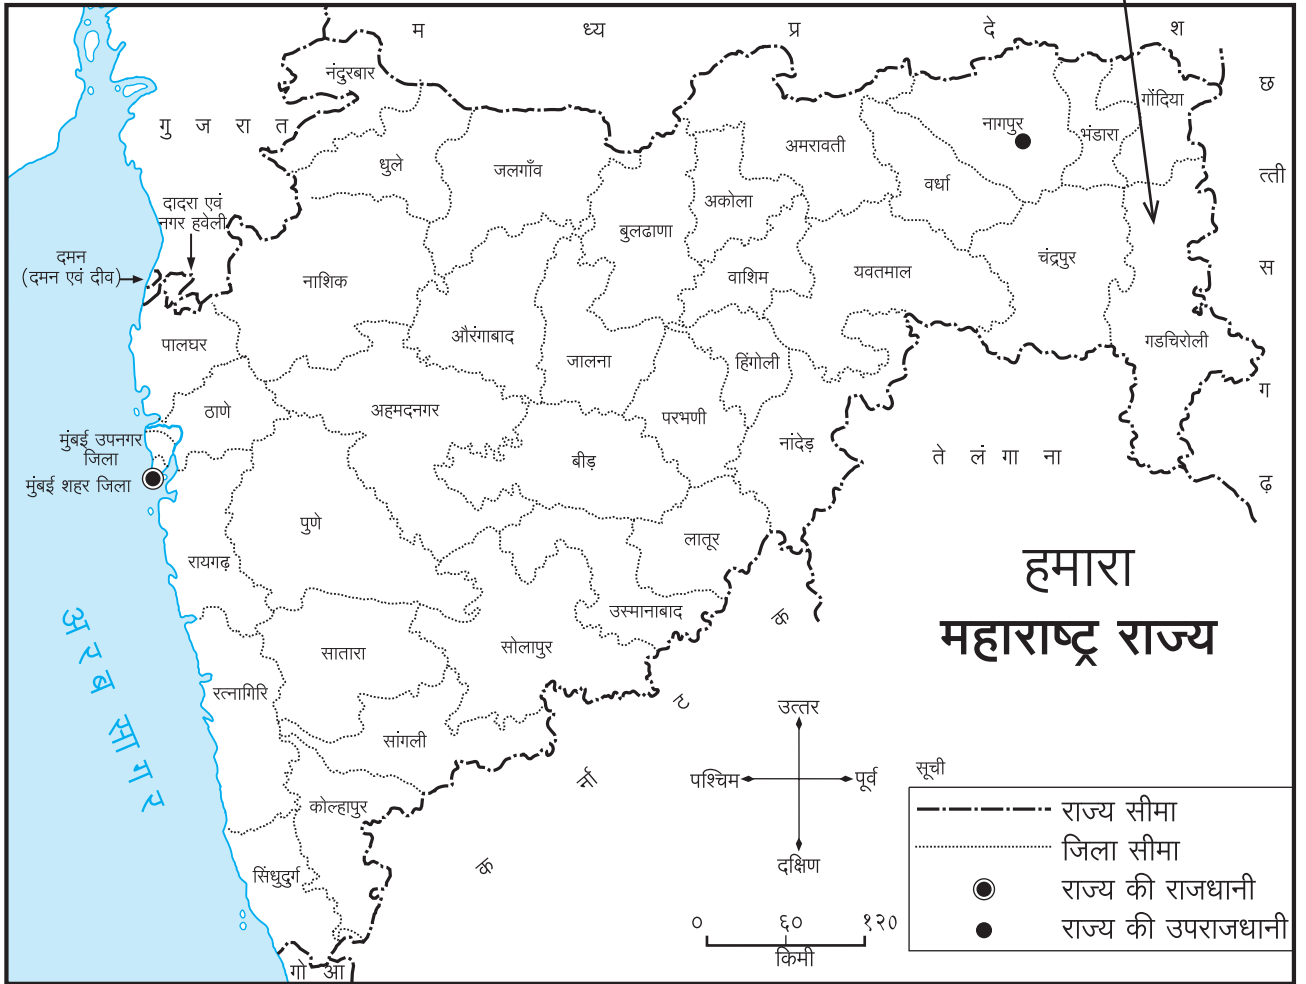 म ध्य प्र दे श
छ
त्ती
स
ग
ढ़
गु ज रा त
नंदुरबार
गोंदिया
नागपुर
भंडारा
धुले
जलगाँव
अमरावती
वर्धा
अकोला
दादरा एवं
नगर हवेली
बुलढाणा
दमन
(दमन एवं दीव)
नाशिक
वाशिम
यवतमाल
चंद्रपुर
पालघर
औरंगाबाद
जालना
हिंगोली
गडचिरोली
ठाणे
अहमदनगर
परभणी
मुंबई उपनगर
जिला
बीड़
नांदेड़
ते लं गा ना
मुंबई शहर जिला
पुणे
लातूर
रायगढ़
उस्मानाबाद
सातारा
सोलापुर
रत्नागिरि
सांगली
कोल्हापुर
सिंधुदुर्ग
गो आ
अ र ब सा ग र
क र्ना ट क
हमारा
महाराष्ट्र राज्य
उत्तर
पश्चिम
पूर्व
दक्षिण
० ६० १२०
किमी
सूची
राज्य सीमा
जिला सीमा
राज्य की राजधानी
राज्य की उपराजधानी